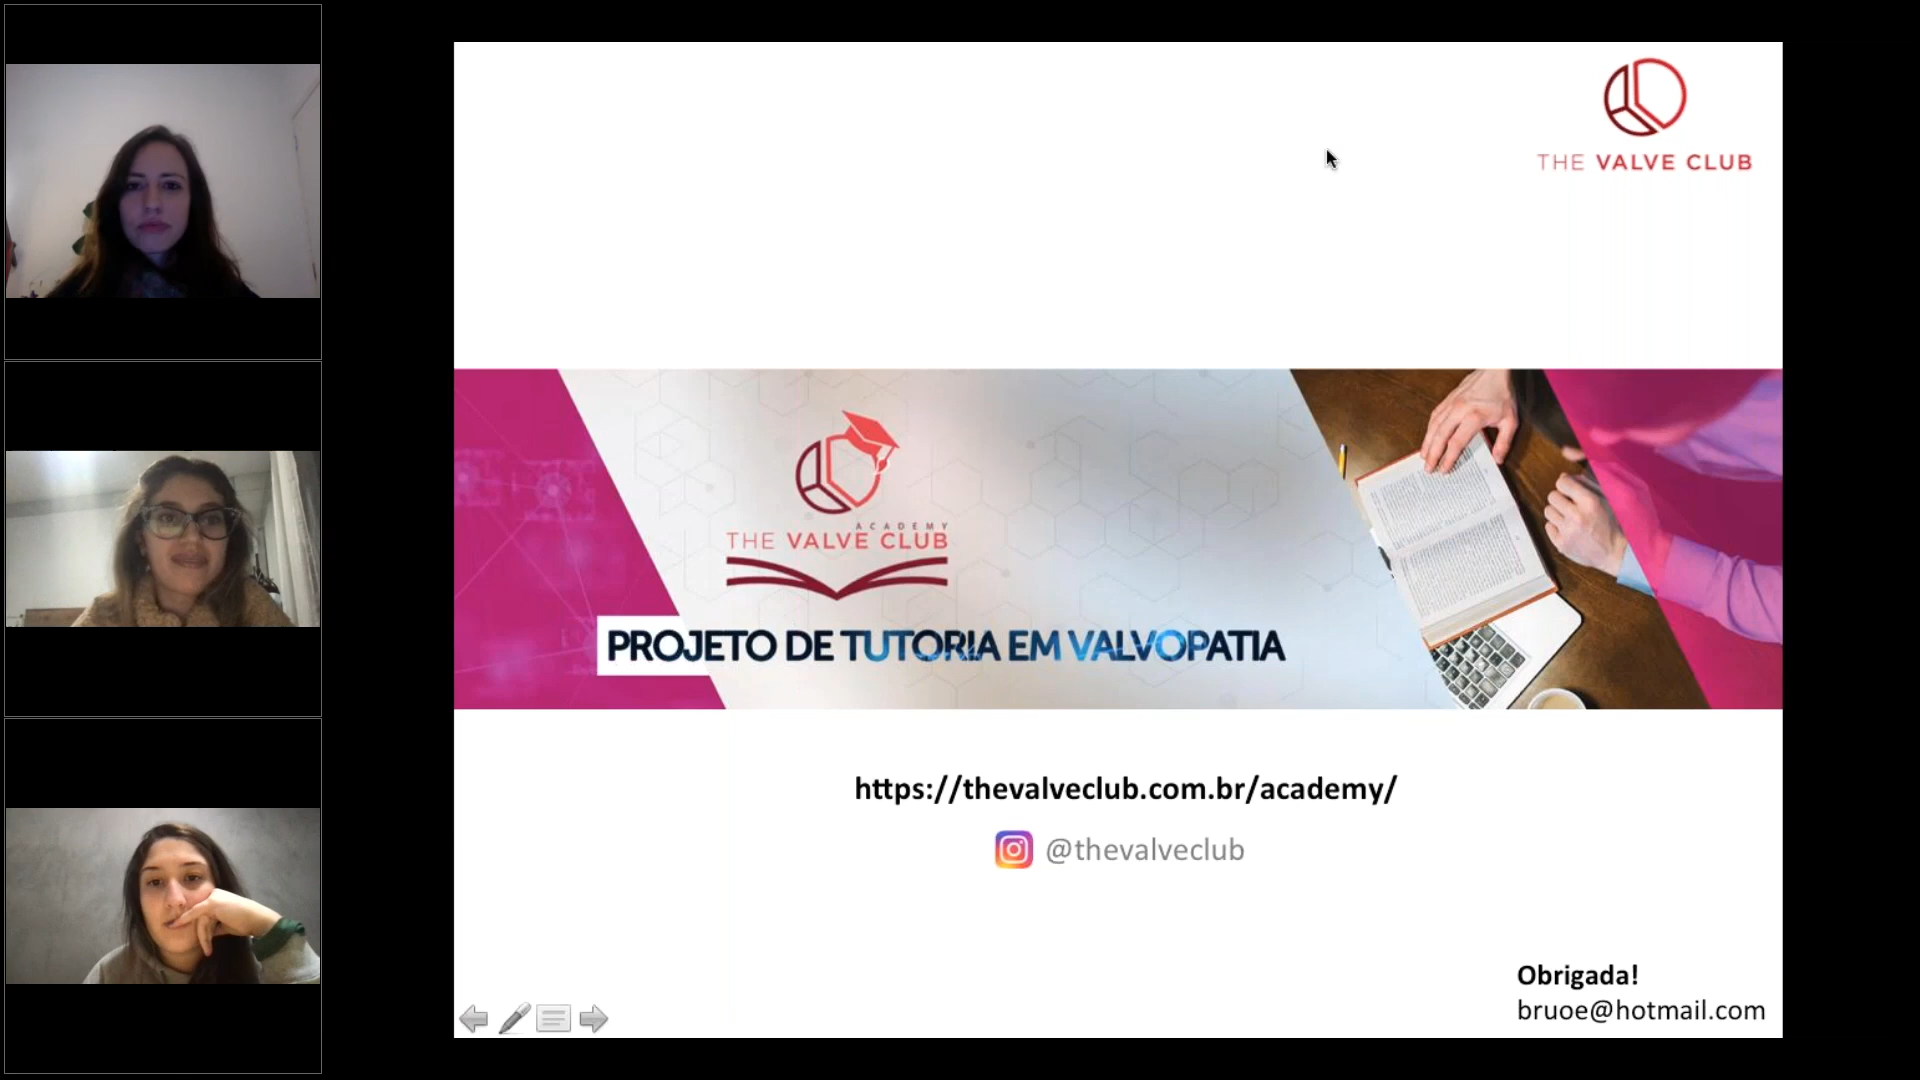 THE VALVE CLUB
ACADEMY
THE VALVE CLUB
PROJETO DE TUTORIA EM VALVOPATIA
https://thevalveclub.com.br/academy/
@thevalveclub
Obrigada!
bruoe@hotmail.com